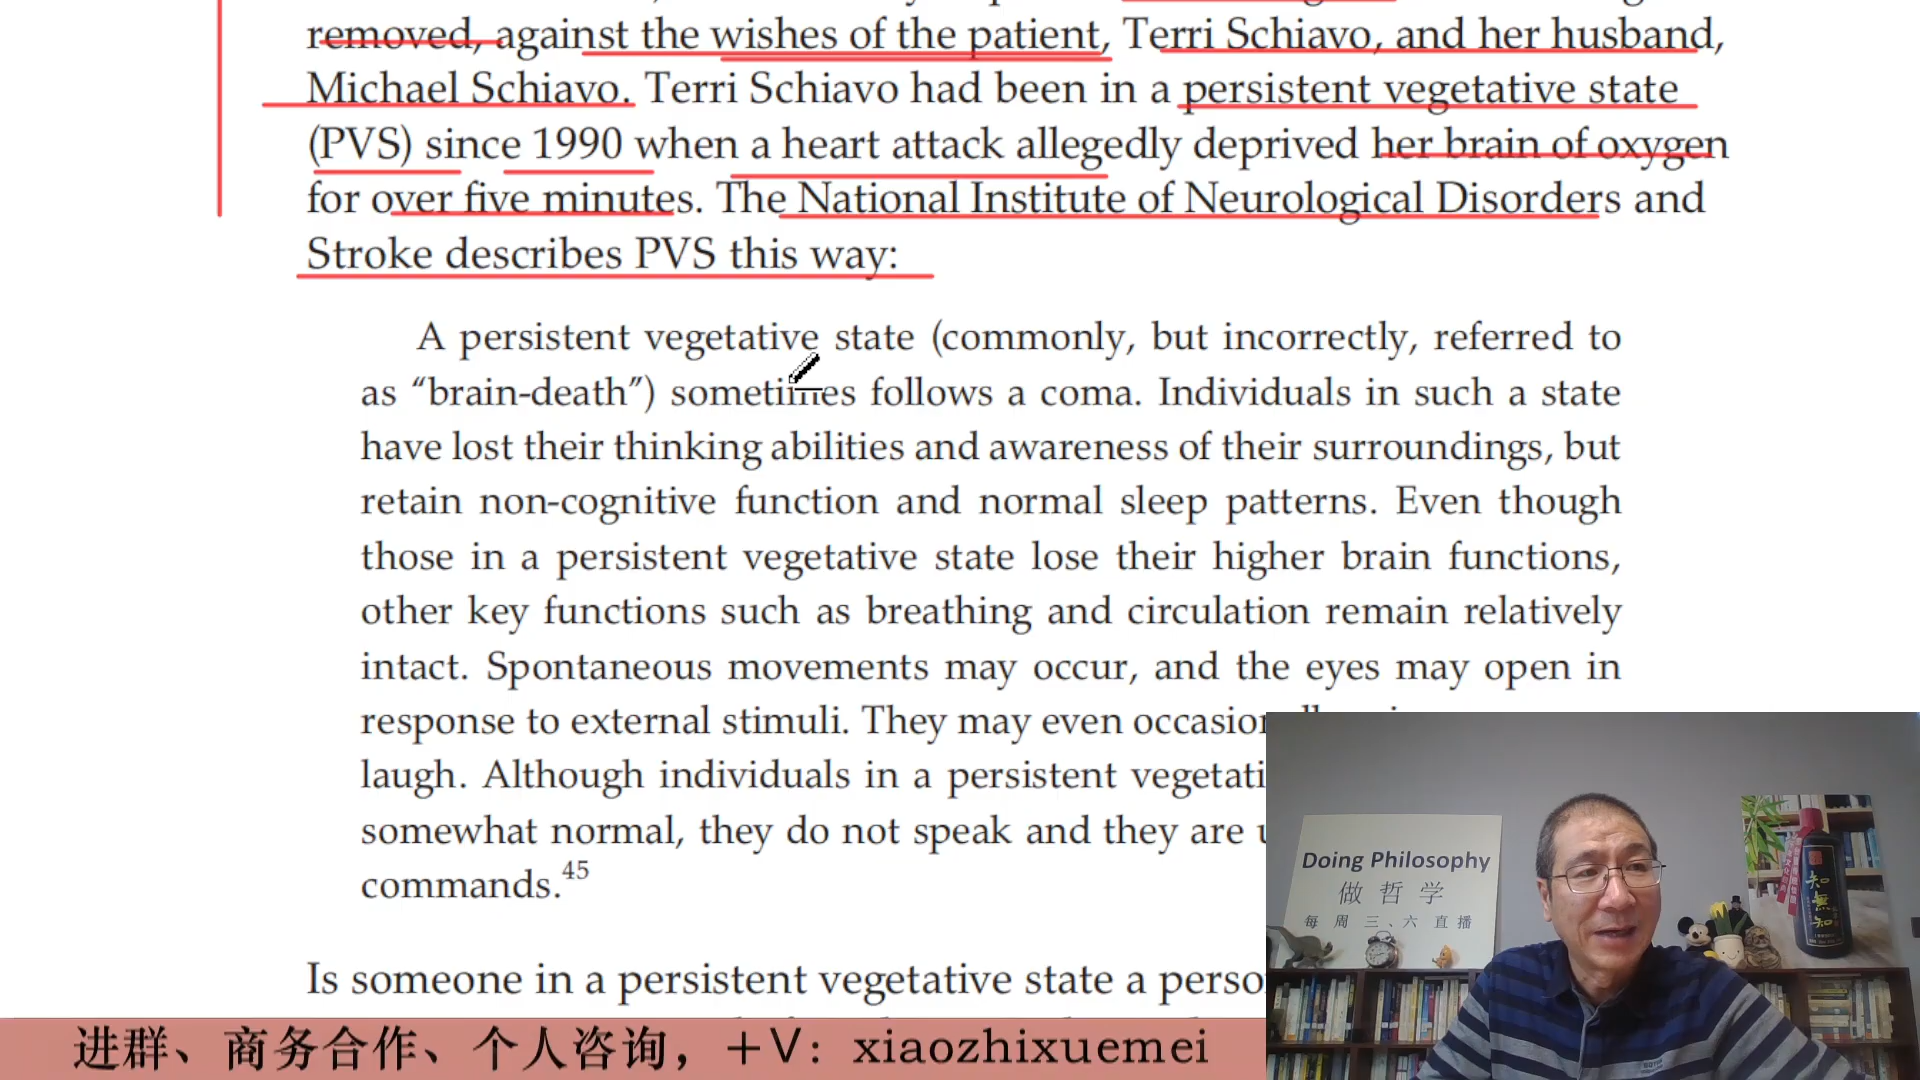 removed, against the wishes of the patient, Terri Schiavo, and her husband,
Michael Schiavo. Terri Schiavo had been in a persistent vegetative state
(PVS) since 1990 when a heart attack allegedly deprived her brain of oxygen
for over five minutes. The National Institute of Neurological Disorders and
Stroke describes PVS this way:
A persistent vegetative state (commonly, but incorrectly, referred to
as “brain-death”) sometimes follows a coma. Individuals in such a state
have lost their thinking abilities and awareness of their surroundings, but
retain non-cognitive function and normal sleep patterns. Even though
those in a persistent vegetative state lose their higher brain functions,
other key functions such as breathing and circulation remain relatively
intact. Spontaneous movements may occur, and the eyes may open in
response to external stimuli. They may even
laugh. Although individuals in a persistent
somewhat normal, they do not speak and they are
commands.45
Is someone in a persistent vegetative state a
Doing Philosophy
做哲学
每周三、六直播
知無知
进群、商务合作、个人咨询，+V：xiaozhixuemei